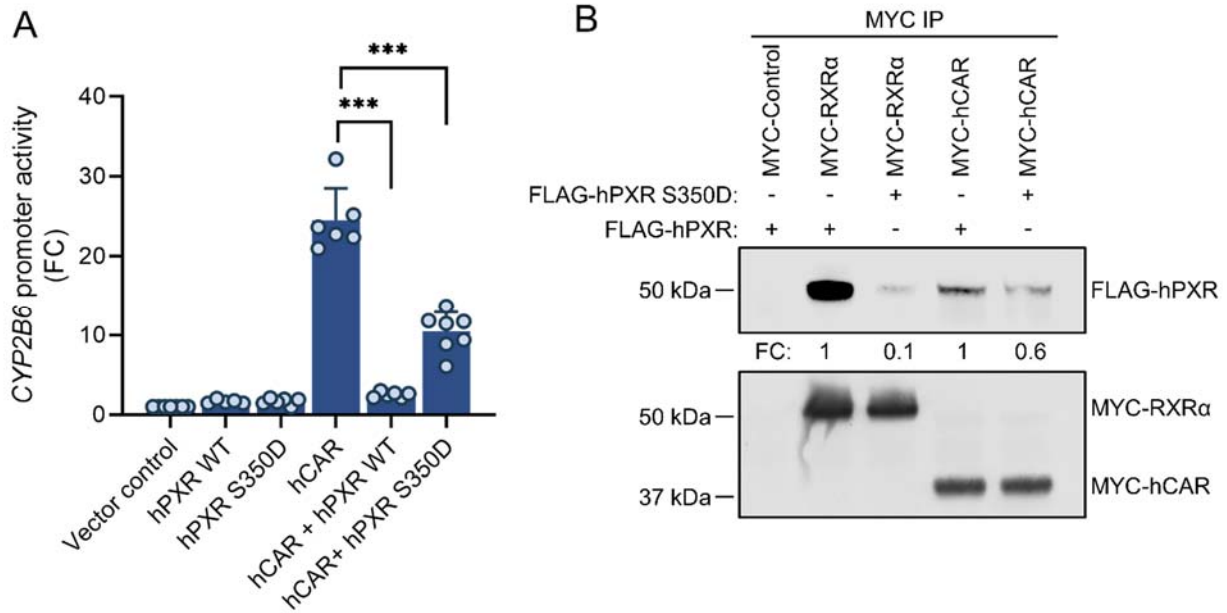 A
CYP2B6 promoter activity
(FC)
40
30
20
10
0
***
***
Vector control
hPXR WT
hPXR S350D
hCAR
hCAR + hPXR WT
hCAR+ hPXR S350D
B
MYC IP
MYC-Control
MYC-RXRα
MYC-RXRα
MYC-hCAR
MYC-hCAR
FLAG-hPXR S350D: - - + - +
FLAG-hPXR: + + - + -
50 kDa FLAG-hPXR
FC: 1 0.1 1 0.6
50 kDa MYC-RXRα
37 kDa MYC-hCAR